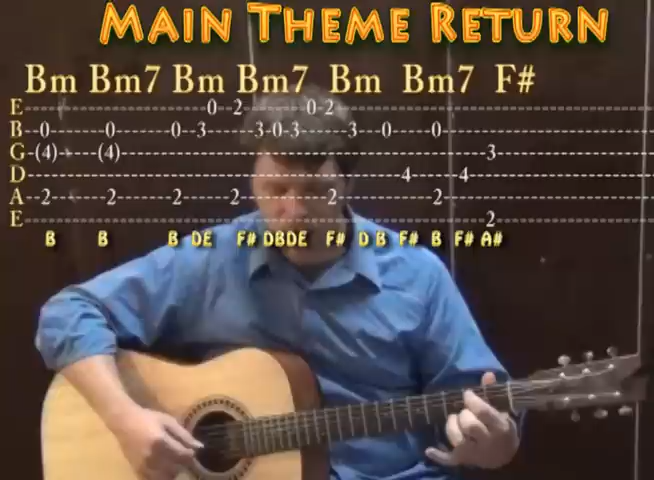 MAIN THEME RETURN
Bm Bm7 Bm Bm7 Bm Bm7 F#
E-----------------0-2------0-2-----------------------
B-0------0------0-3-----3-0-3-----3---0-----0---------
G-(4)----(4)----------------------------------3------
D-----------------------------------4-----4----------
A-2------2------2-----2---------2---------2----------
E---------------------------------------------2------
B B B DE F# DBDE F# D B F# B F# A#